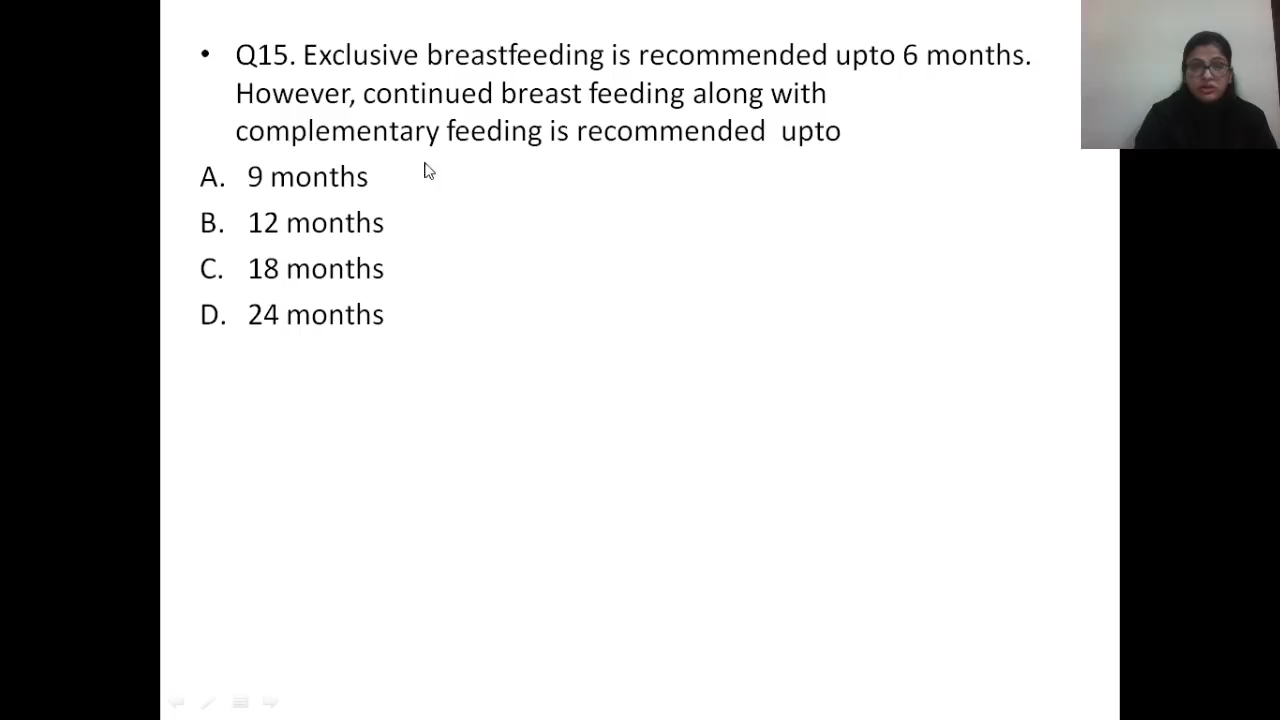 • Q15. Exclusive breastfeeding is recommended upto 6 months.
However, continued breast feeding along with
complementary feeding is recommended upto
A. 9 months
B. 12 months
C. 18 months
D. 24 months